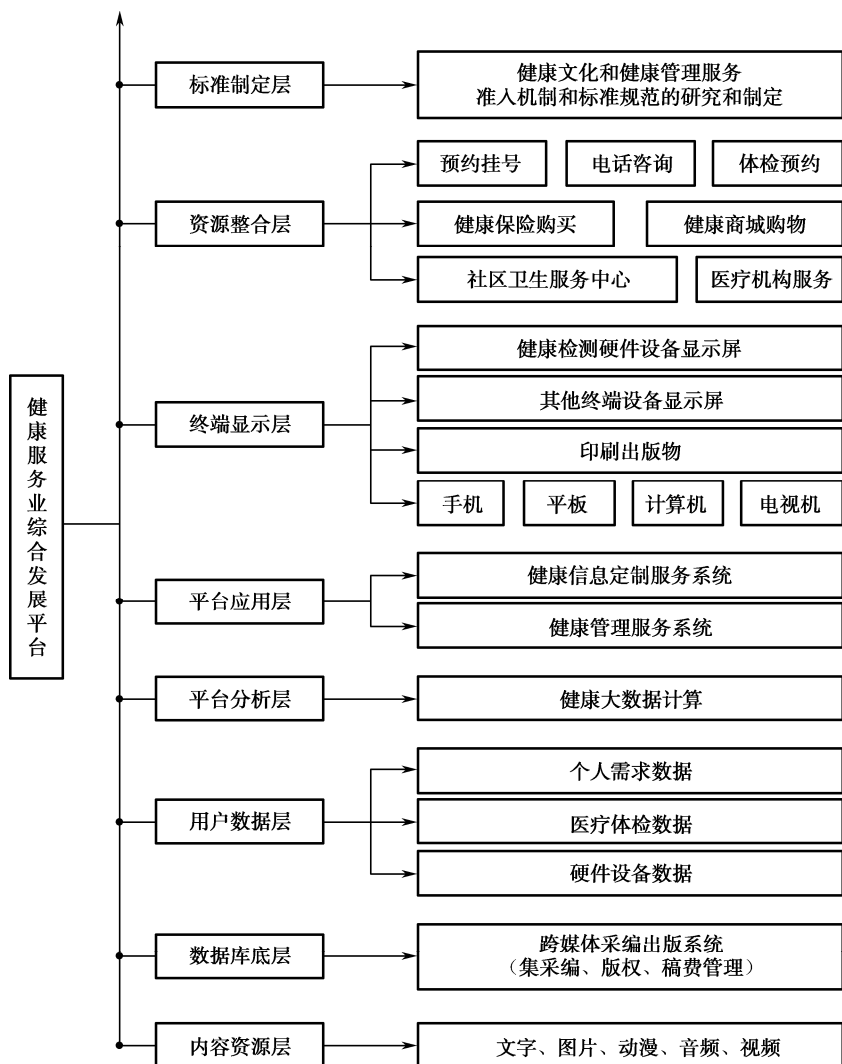 健康服务业综合发展平台
标准制定层
健康文化和健康管理服务
准入机制和标准规范的研究和制定
资源整合层
预约挂号
电话咨询
体检预约
健康保险购买
健康商城购物
社区卫生服务中心
医疗机构服务
终端显示层
健康检测硬件设备显示屏
其他终端设备显示屏
印刷出版物
手机
平板
计算机
电视机
平台应用层
健康信息定制服务系统
健康管理服务系统
平台分析层
健康大数据计算
用户数据层
个人需求数据
医疗体检数据
硬件设备数据
数据库底层
跨媒体采编出版系统
（集采编、版权、稿费管理）
内容资源层
文字、图片、动漫、音频、视频